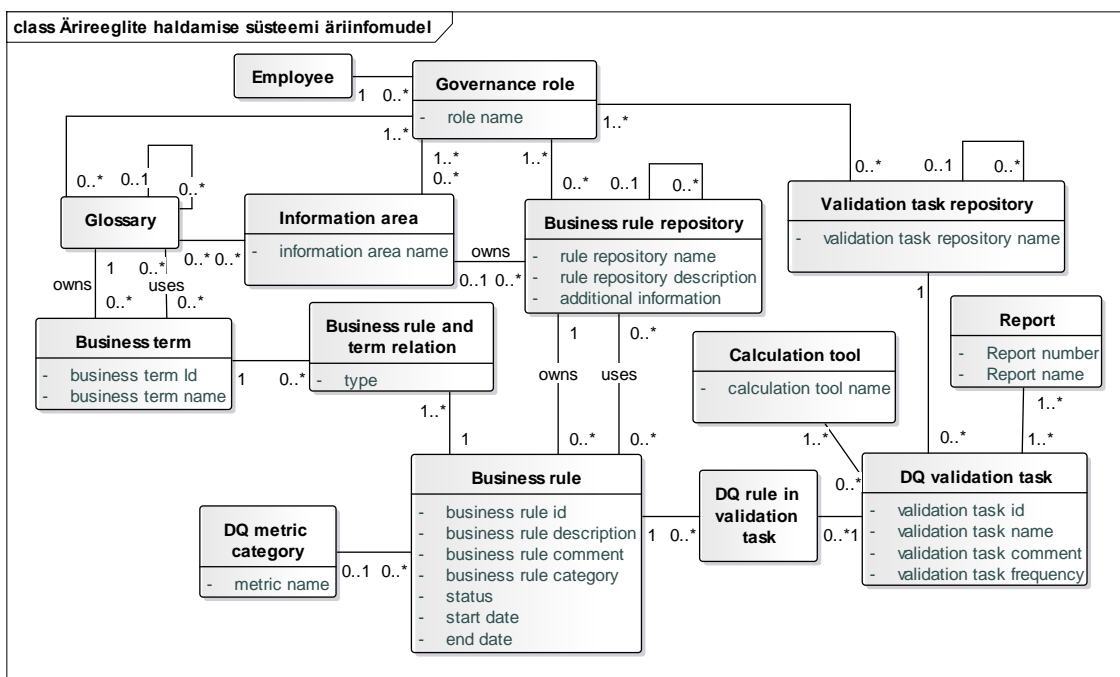 class Ärireeglite haldamise süsteemi äriinfomudel
Employee
1 0..*
Governance role
- role name
1..*
1..*
1..*
1..*
0..*
0..1
0..*
0..*
0..*
0..1
0..*
0..*
0..1
0..*
Glossary
Information area
- information area name
0..* 0..*
Business rule repository
- rule repository name
- rule repository description
- additional information
owns
0..1 0..*
Validation task repository
- validation task repository name
1 0..*
owns uses
0..* 0..*
Business term
- business term Id
- business term name
1 0..*
Business rule and
term relation
- type
1..*
1
1 0..*
owns uses
0..* 0..*
Calculation tool
- calculation tool name
1..*
0..*
1
0..*
Report
- Report number
- Report name
1..*
1..*
DQ metric
category
- metric name
0..1 0..*
Business rule
- business rule id
- business rule description
- business rule comment
- business rule category
- status
- start date
- end date
1 0..*
DQ rule in
validation
task
0..*1
DQ validation task
- validation task id
- validation task name
- validation task comment
- validation task frequency